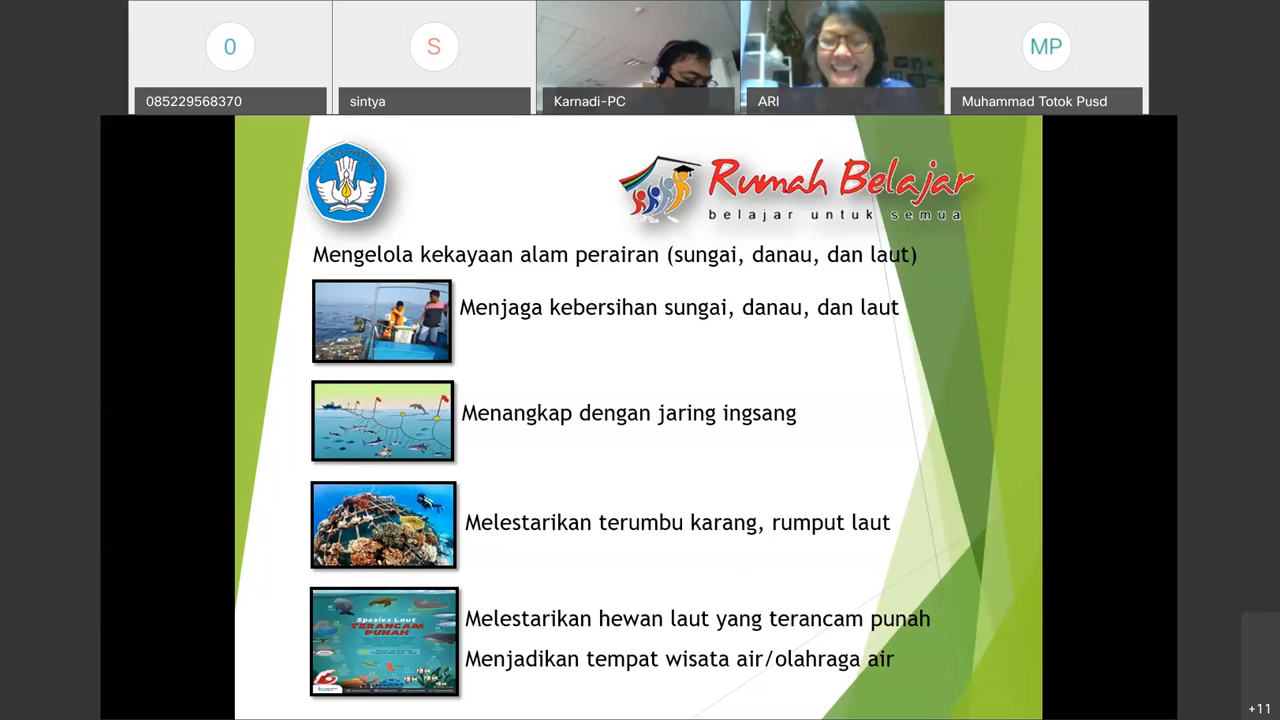 0
S
MP
085229568370
sintya
Karnadi-PC
ARI
Muhammad Totok Pusd
Rumah Belajar
belajar untuk semua
Mengelola kekayaan alam perairan (sungai, danau, dan laut)
Menjaga kebersihan sungai, danau, dan laut
Menangkap dengan jaring ingsang
Melestarikan terumbu karang, rumput laut
Spesies Laut
TERANCAM
PUNAH
Melestarikan hewan laut yang terancam punah
Menjadikan tempat wisata air/olahraga air
+11